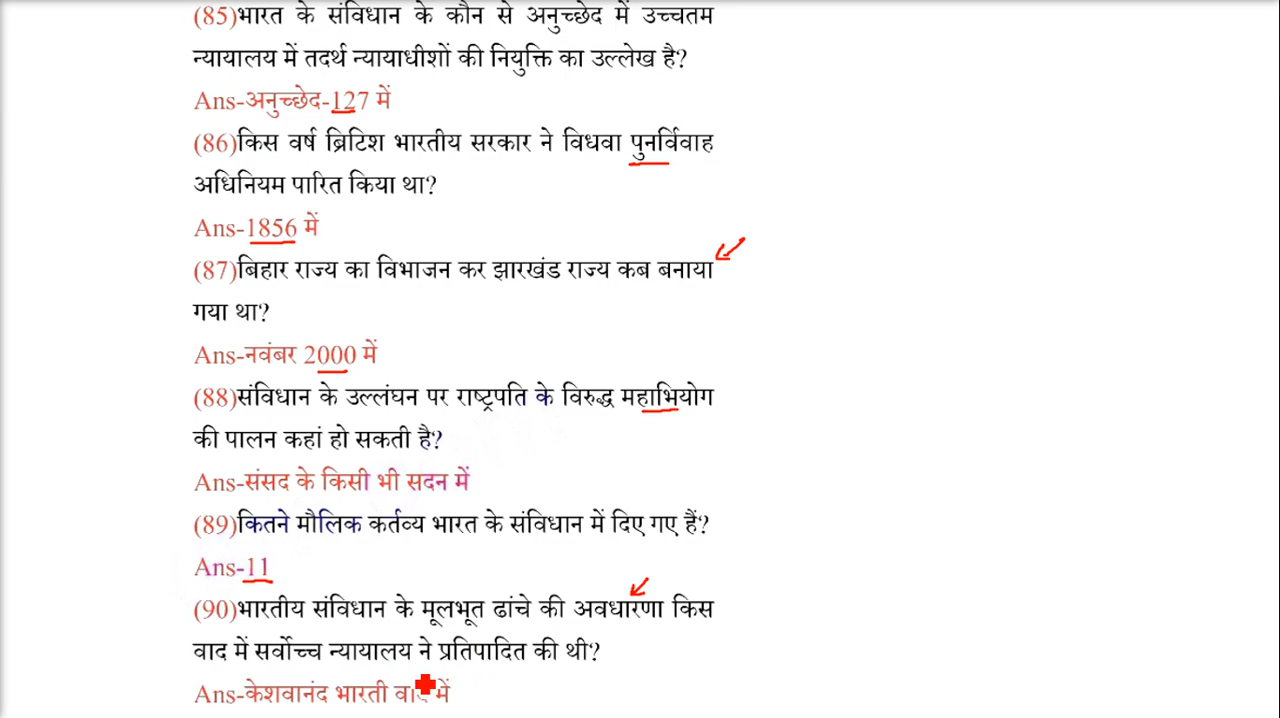 (85)भारत के संविधान के कौन से अनुच्छेद में उच्चतम
न्यायालय में तदर्थ न्यायाधीशों की नियुक्ति का उल्लेख है?
Ans-अनुच्छेद-127 में
(86)किस वर्ष ब्रिटिश भारतीय सरकार ने विधवा पुनर्विवाह
अधिनियम पारित किया था?
Ans-1856 में
(87)बिहार राज्य का विभाजन कर झारखंड राज्य कब बनाया
गया था?
Ans-नवंबर 2000 में
(88)संविधान के उल्लंघन पर राष्ट्रपति के विरुद्ध महाभियोग
की पालन कहां हो सकती है?
Ans-संसद के किसी भी सदन में
(89)कितने मौलिक कर्तव्य भारत के संविधान में दिए गए हैं?
Ans-11
(90)भारतीय संविधान के मूलभूत ढांचे की अवधारणा किस
वाद में सर्वोच्च न्यायालय ने प्रतिपादित की थी?
Ans-केशवानंद भारती वाद में